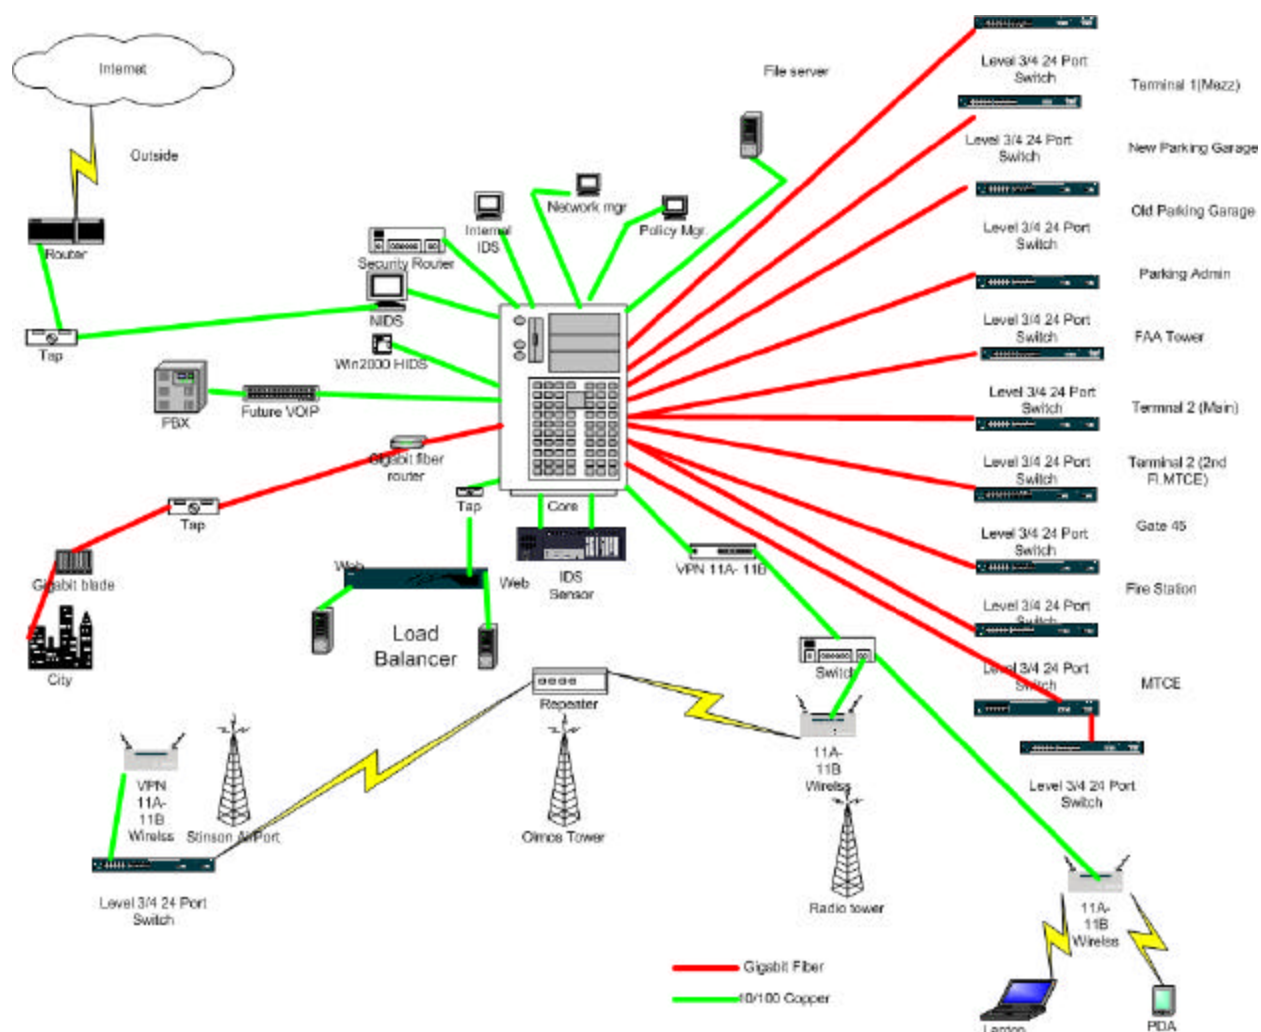 Internet
Outside
Router
Tap
PBX
Future VOIP
Security Router
NIDS
Win2000 HIDS
Internal
IDS
Network mgr
Policy Mgr.
File server
Gigabit fiber
router
Tap
Gigabit blade
City
Tap
Core
Web
Web
IDS
Sensor
Load
Balancer
VPN 11A- 11B
Switch
Repeater
11A-
11B
Wirelss
VPN
11A-
11B
Wirelss
Stinson AirPort
Olmos Tower
Radio tower
Level 3/4 24 Port
Switch
Level 3/4 24 Port
Switch
Terminal 1(Mezz)
Level 3/4 24 Port
Switch
New Parking Garage
Level 3/4 24 Port
Switch
Old Parking Garage
Parking Admin
Level 3/4 24 Port
Switch
FAA Tower
Level 3/4 24 Port
Switch
Termnal 2 (Main)
Level 3/4 24 Port
Switch
Terminal 2 (2nd
Fl.MTCE)
Level 3/4 24 Port
Switch
Gate 45
Level 3/4 24 Port
Switch
Fire Station
Level 3/4 24 Port
Switch
MTCE
Level 3/4 24 Port
Switch
11A-
11B
Wirelss
Gigabit Fiber
10/100 Copper
Laptop
PDA